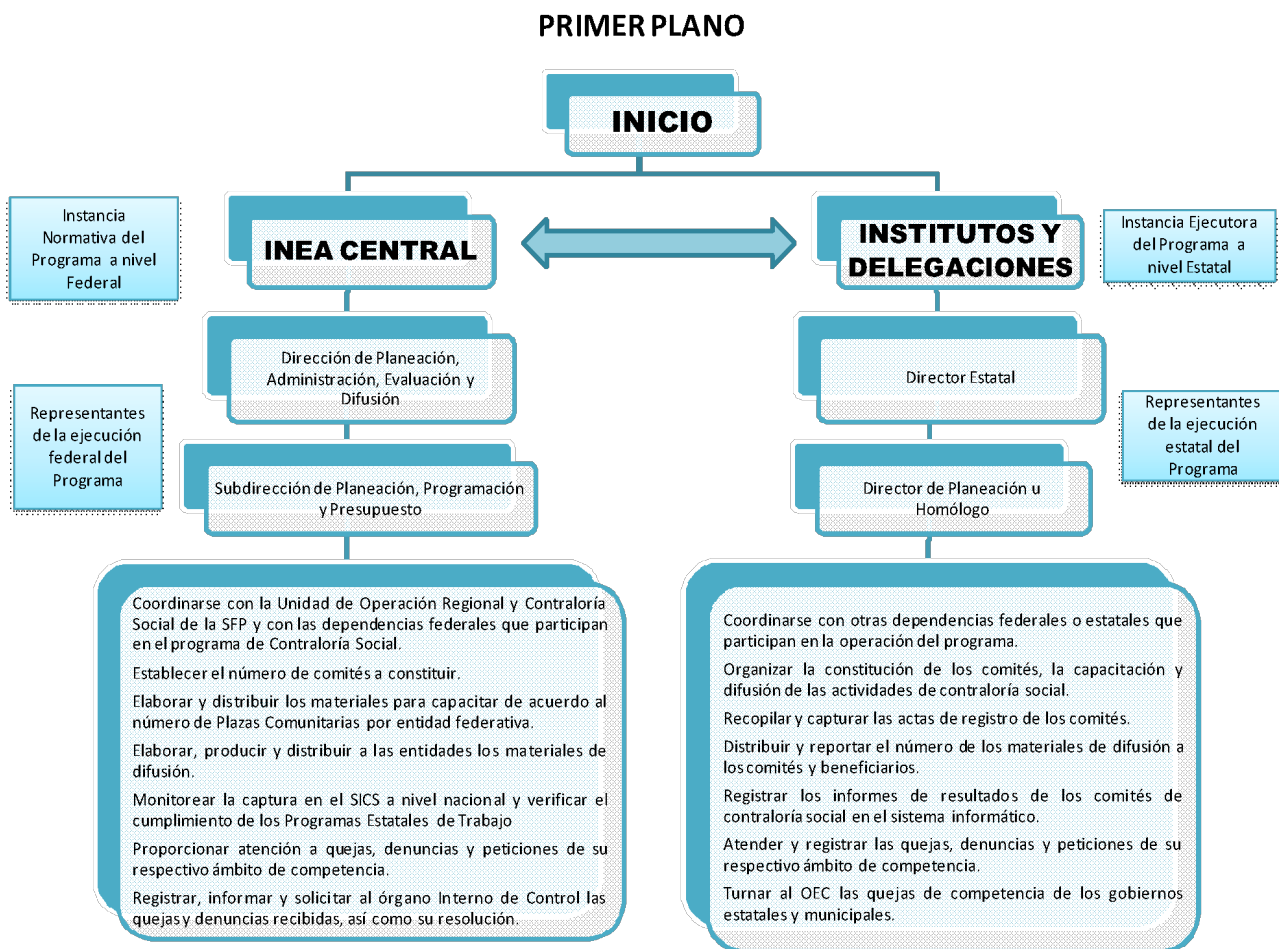 PRIMER PLANO
INICIO
Instancia
Normativa del
Programa a nivel
Federal
INEA CENTRAL
INSTITUTOS Y
DELEGACIONES
Instancia Ejecutora
del Programa a
nivel Estatal
Dirección de Planeación,
Administración, Evaluación y
Difusión
Director Estatal
Representantes
de la ejecución
federal del
Programa
Subdirección de Planeación, Programación
y Presupuesto
Director de Planeación u
Homólogo
Representantes
de la ejecución
estatal del
Programa
Coordinarse con la Unidad de Operación Regional y Contraloría
Social de la SFP y con las dependencias federales que participan
en el programa de Contraloría Social.
Establecer el número de comités a constituir.
Elaborar y distribuir los materiales para capacitar de acuerdo al
número de Plazas Comunitarias por entidad federativa.
Elaborar, producir y distribuir a las entidades los materiales de
difusión.
Monitorear la captura en el SICS a nivel nacional y verificar el
cumplimiento de los Programas Estatales de Trabajo
Proporcionar atención a quejas, denuncias y peticiones de su
respectivo ámbito de competencia.
Registrar, informar y solicitar al órgano Interno de Control las
quejas y denuncias recibidas, así como su resolución.
Coordinarse con otras dependencias federales o estatales que
participan en la operación del programa.
Organizar la constitución de los comités, la capacitación y
difusión de las actividades de contraloría social.
Recopilar y capturar las actas de registro de los comités.
Distribuir y reportar el número de los materiales de difusión a
los comités y beneficiarios.
Registrar los informes de resultados de los comités de
contraloría social en el sistema informático.
Atender y registrar las quejas, denuncias y peticiones de su
respectivo ámbito de competencia.
Turnar al OEC las quejas de competencia de los gobiernos
estatales y municipales.